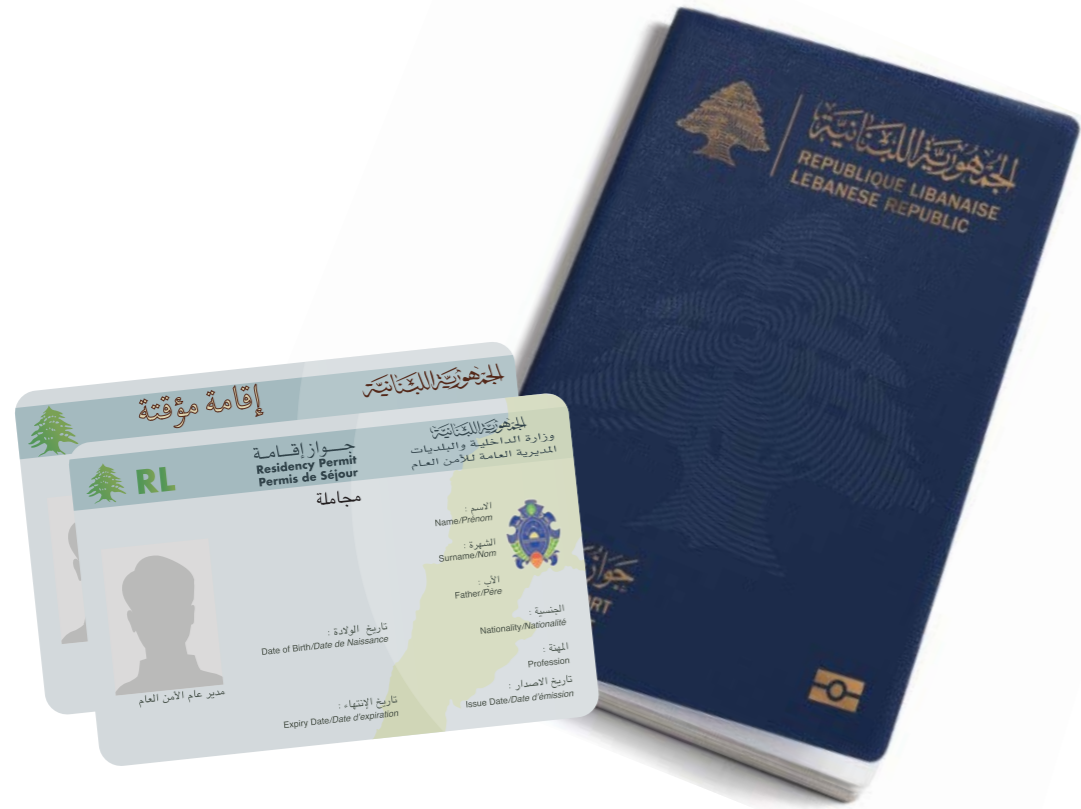 الجمهورية اللبنانية
REPUBLIQUE LIBANAISE
LEBANESE REPUBLIC
جواز
الجمهورية اللبنانية
إقامة مؤقتة
الجمهورية اللبنانية
وزارة الداخلية والبلديات
المديرية العامة للأمن العام
جــواز إقــامــة
Residency Permit
Permis de Séjour
RL
مجاملة
الاسم :
Name/Prénom
الشهرة :
Surname/Nom
الأب :
Father/Père
الجنسية :
Nationality/Nationalité
تاريخ الولادة :
Date of Birth/Date de Naissance
المهنة :
Profession
تاريخ الاصدار :
Issue Date/Date d'émission
تاريخ الإنتهاء :
Expiry Date/Date d'expiration
مدير عام الأمن العام